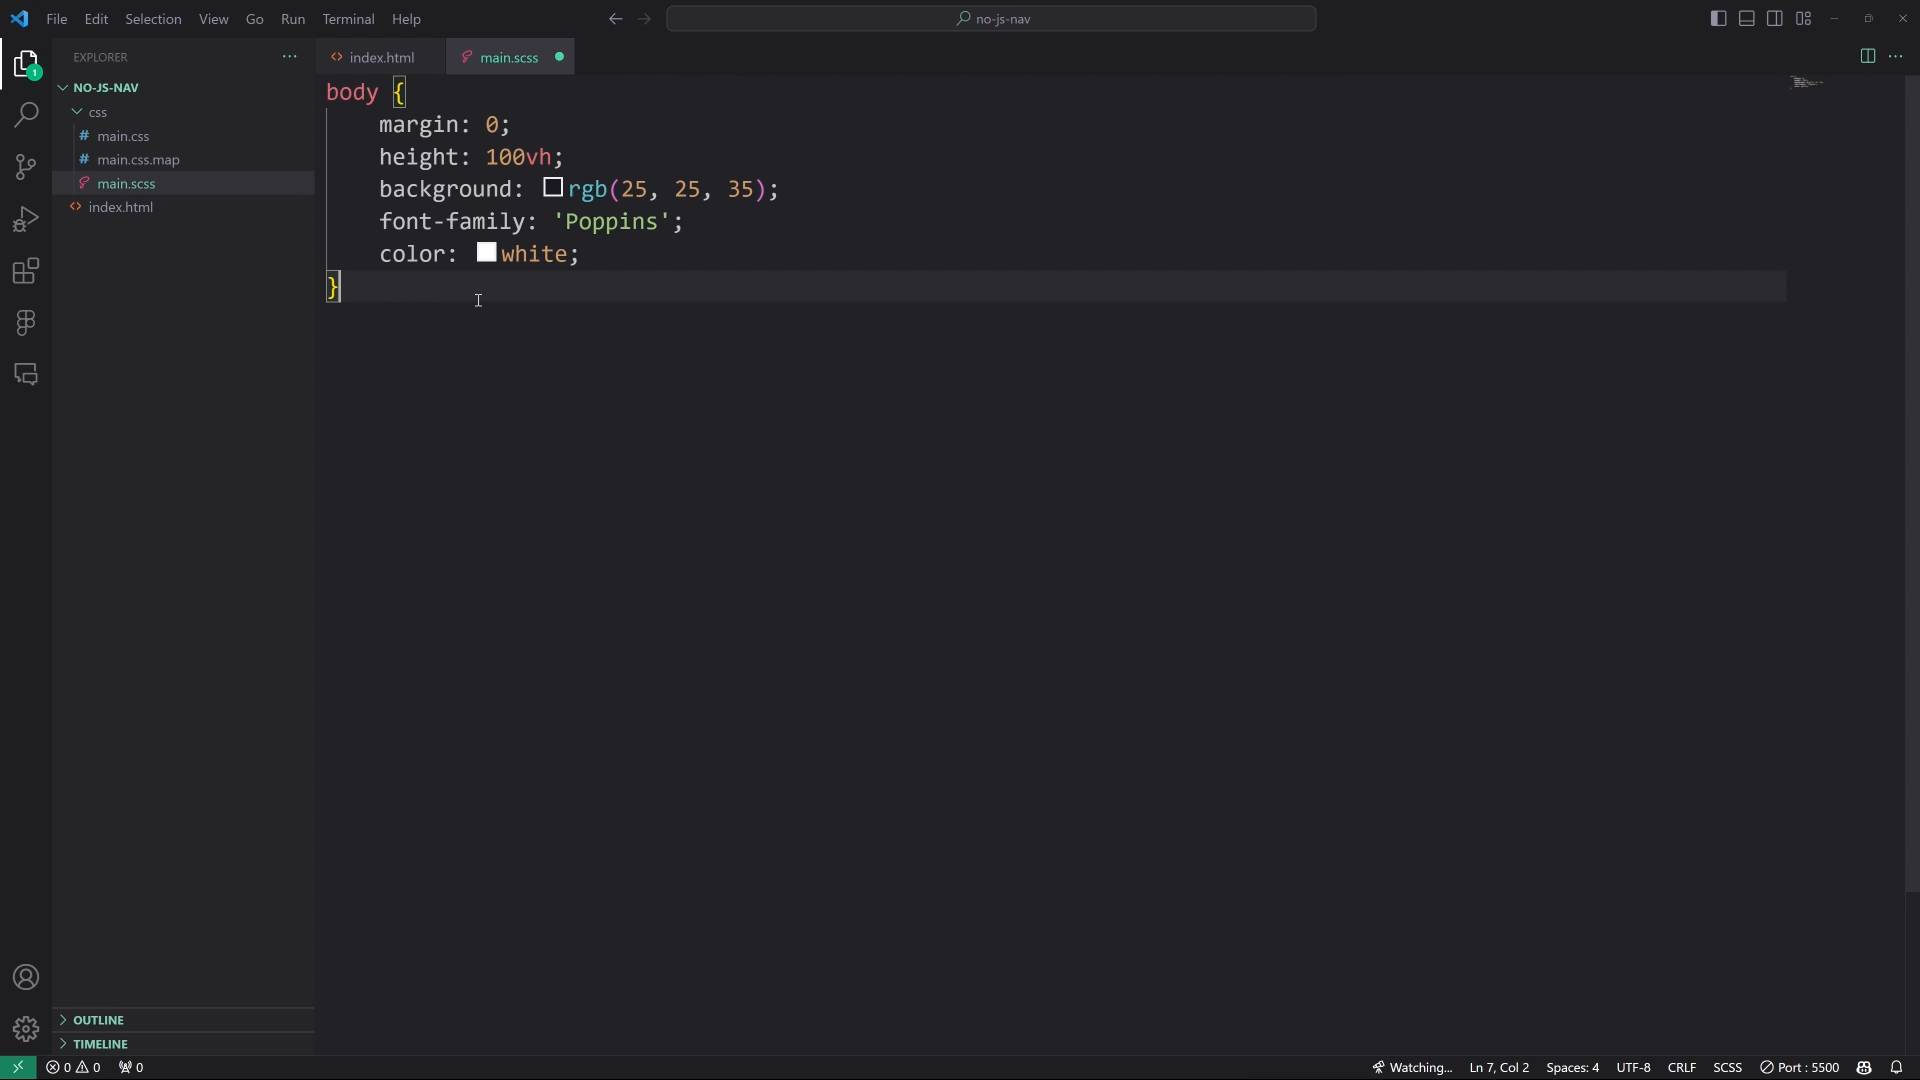 File Edit Selection View Go Run Terminal Help
no-js-nav
EXPLORER
index.html
main.scss
1
NO-JS-NAV
css
main.css
main.css.map
main.scss
index.html
body {
margin: 0;
height: 100vh;
background: rgb(25, 25, 35);
font-family: 'Poppins';
color: white;
}
OUTLINE
TIMELINE
0 0 0
Watching... Ln 7, Col 2 Spaces: 4 UTF-8 CRLF SCSS Port : 5500